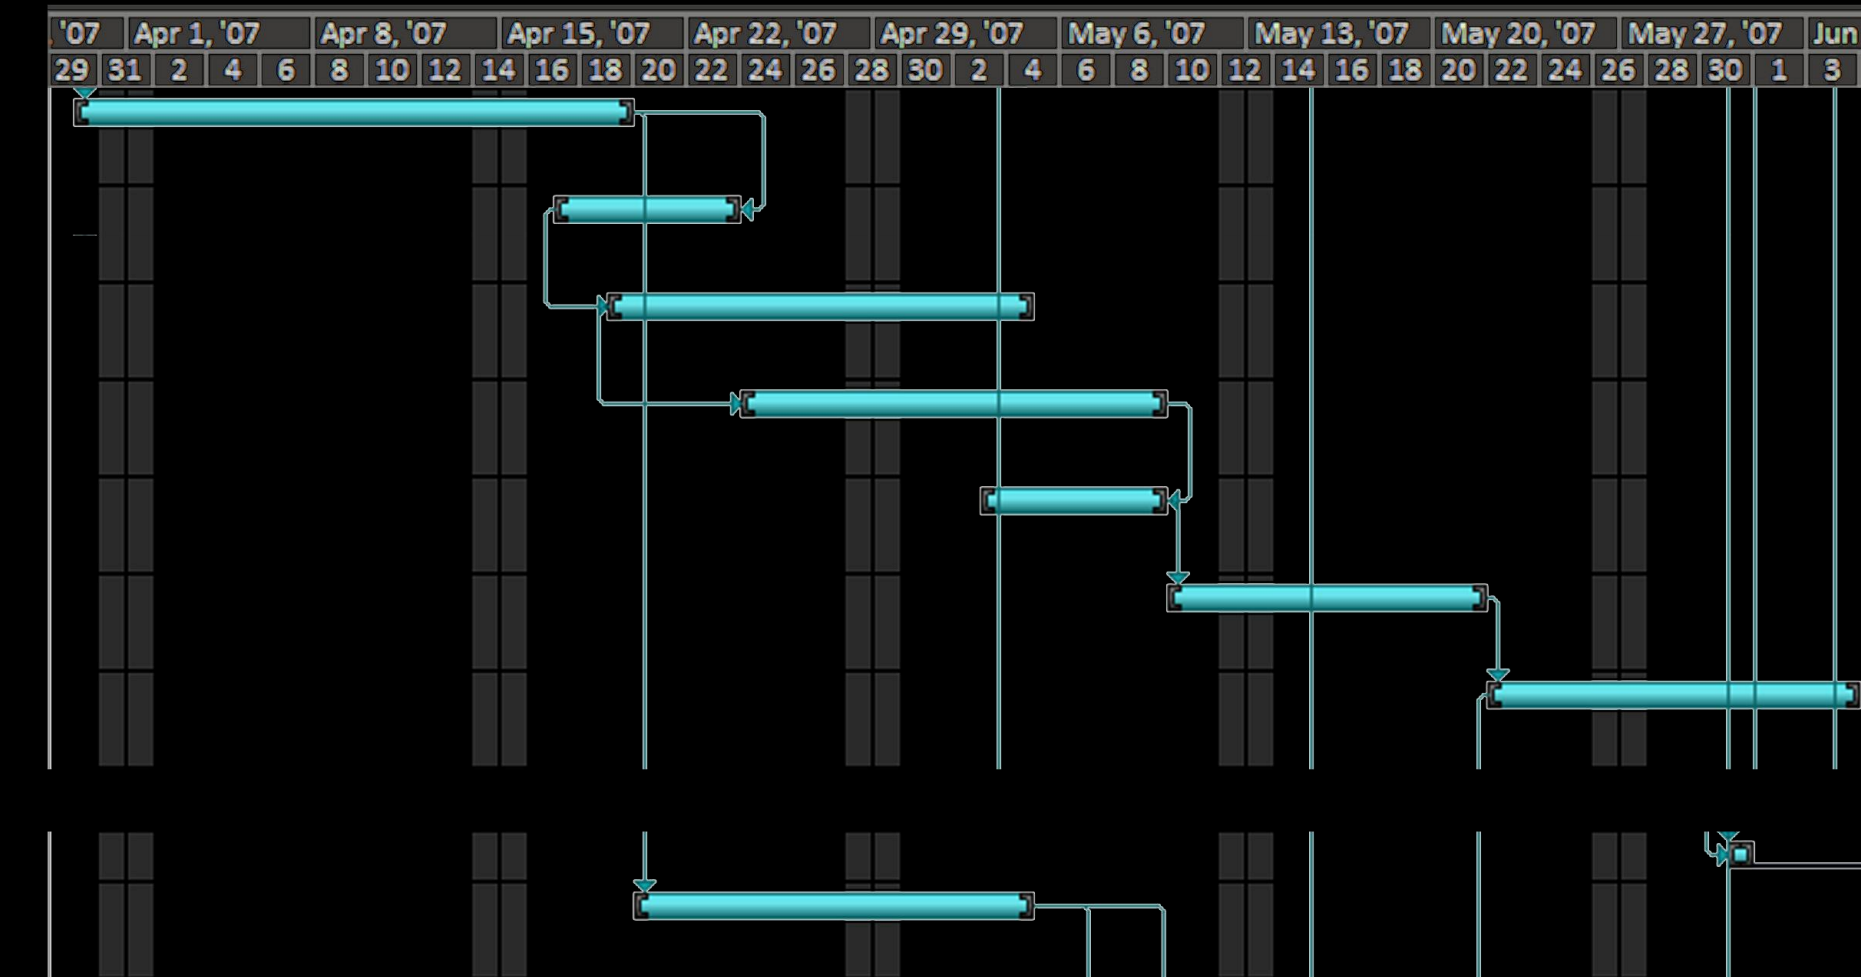 '07 Apr 1, '07 Apr 8, '07 Apr 15, '07 Apr 22, '07 Apr 29, '07 May 6, '07 May 13, '07 May 20, '07 May 27, '07 Jun
29 31 2 4 6 8 10 12 14 16 18 20 22 24 26 28 30 2 4 6 8 10 12 14 16 18 20 22 24 26 28 30 1 3